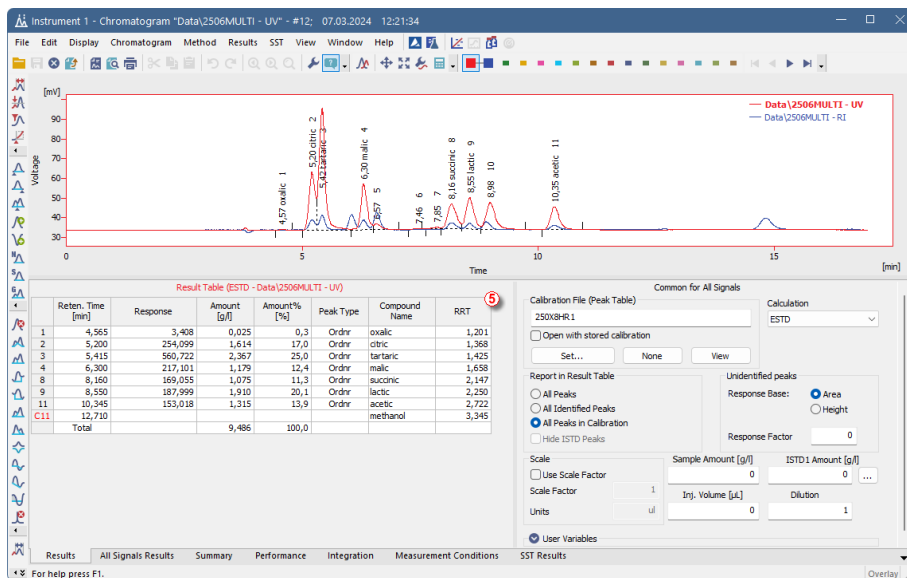 Instrument 1 - Chromatogram "Data\2506MULTI - UV" - #12; 07.03.2024 12:21:34
File Edit Display Chromatogram Method Results SST View Window Help
[mV]
Voltage
90
80
70
60
50
40
30
Data\2506MULTI - UV
Data\2506MULTI - RI
4,57 oxalic 1
5,20 citric 2
5,42 tartaric 3
6,30 malic 4
6,57 5
7,46 6
7,85 7
8,16 succinic 8
8,55 lactic 9
8,98 10
10,35 acetic 11
0 5 10 15
Time [min]
Result Table (ESTD - Data\2506MULTI - UV)
5
Reten. Time [min] Response Amount [g/l] Amount% [%] Peak Type Compound Name RRT
1 4,565 3,408 0,025 0,3 Ordnr oxalic 1,201
2 5,200 254,099 1,614 17,0 Ordnr citric 1,368
3 5,415 560,722 2,367 25,0 Ordnr tartaric 1,425
4 6,300 217,101 1,179 12,4 Ordnr malic 1,658
8 8,160 169,055 1,075 11,3 Ordnr succinic 2,147
9 8,550 187,999 1,910 20,1 Ordnr lactic 2,250
11 10,345 153,018 1,315 13,9 Ordnr acetic 2,722
C11 12,710 methanol 3,345
Total 9,486 100,0
Common for All Signals
Calibration File (Peak Table)
250X8HR1
Open with stored calibration
Set... None View
Calculation
ESTD
Report in Result Table
All Peaks
All Identified Peaks
All Peaks in Calibration
Hide ISTD Peaks
Unidentified peaks
Response Base: Area
Height
Response Factor 0
Scale
Use Scale Factor
Scale Factor 1
Units ul
Sample Amount [g/l] ISTD1 Amount [g/l]
0 0 ...
Inj. Volume [µL] Dilution
0 1
User Variables
Results All Signals Results Summary Performance Integration Measurement Conditions SST Results
For help press F1. Overlay